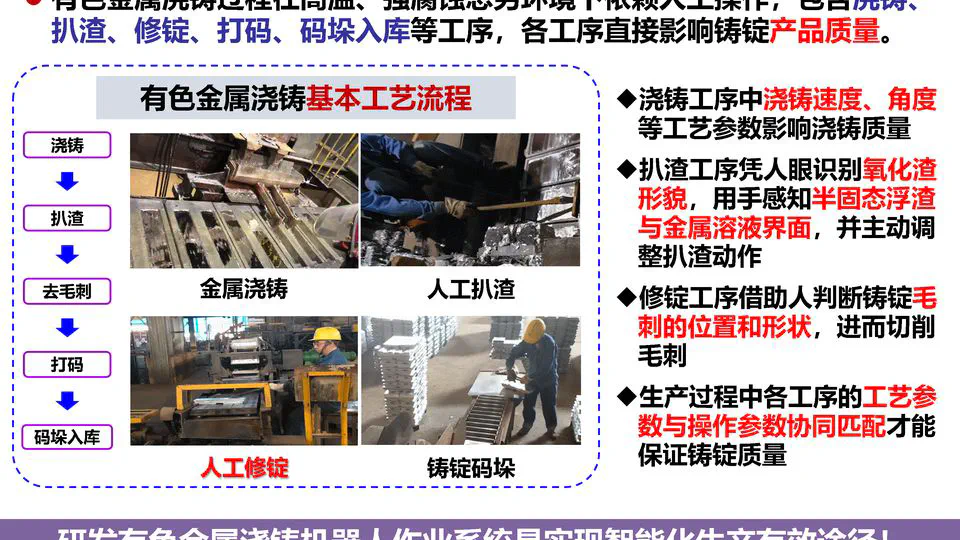 有色金属浇铸过程在高温、强腐蚀恶劣环境下依赖人工操作，包含浇铸、
扒渣、修锭、打码、码垛入库等工序，各工序直接影响铸锭产品质量。
有色金属浇铸基本工艺流程
浇铸
扒渣
去毛刺
打码
码垛入库
金属浇铸
人工扒渣
人工修锭
铸锭码垛
◆浇铸工序中浇铸速度、角度
等工艺参数影响浇铸质量
◆扒渣工序凭人眼识别氧化渣
形貌，用手感知半固态浮渣
与金属溶液界面，并主动调
整扒渣动作
◆修锭工序借助人判断铸锭毛
刺的位置和形状，进而切削
毛刺
◆生产过程中各工序的工艺参
数与操作参数协同匹配才能
保证铸锭质量
研发有色金属浇铸机器人作业系统是实现智能化生产有效途径！